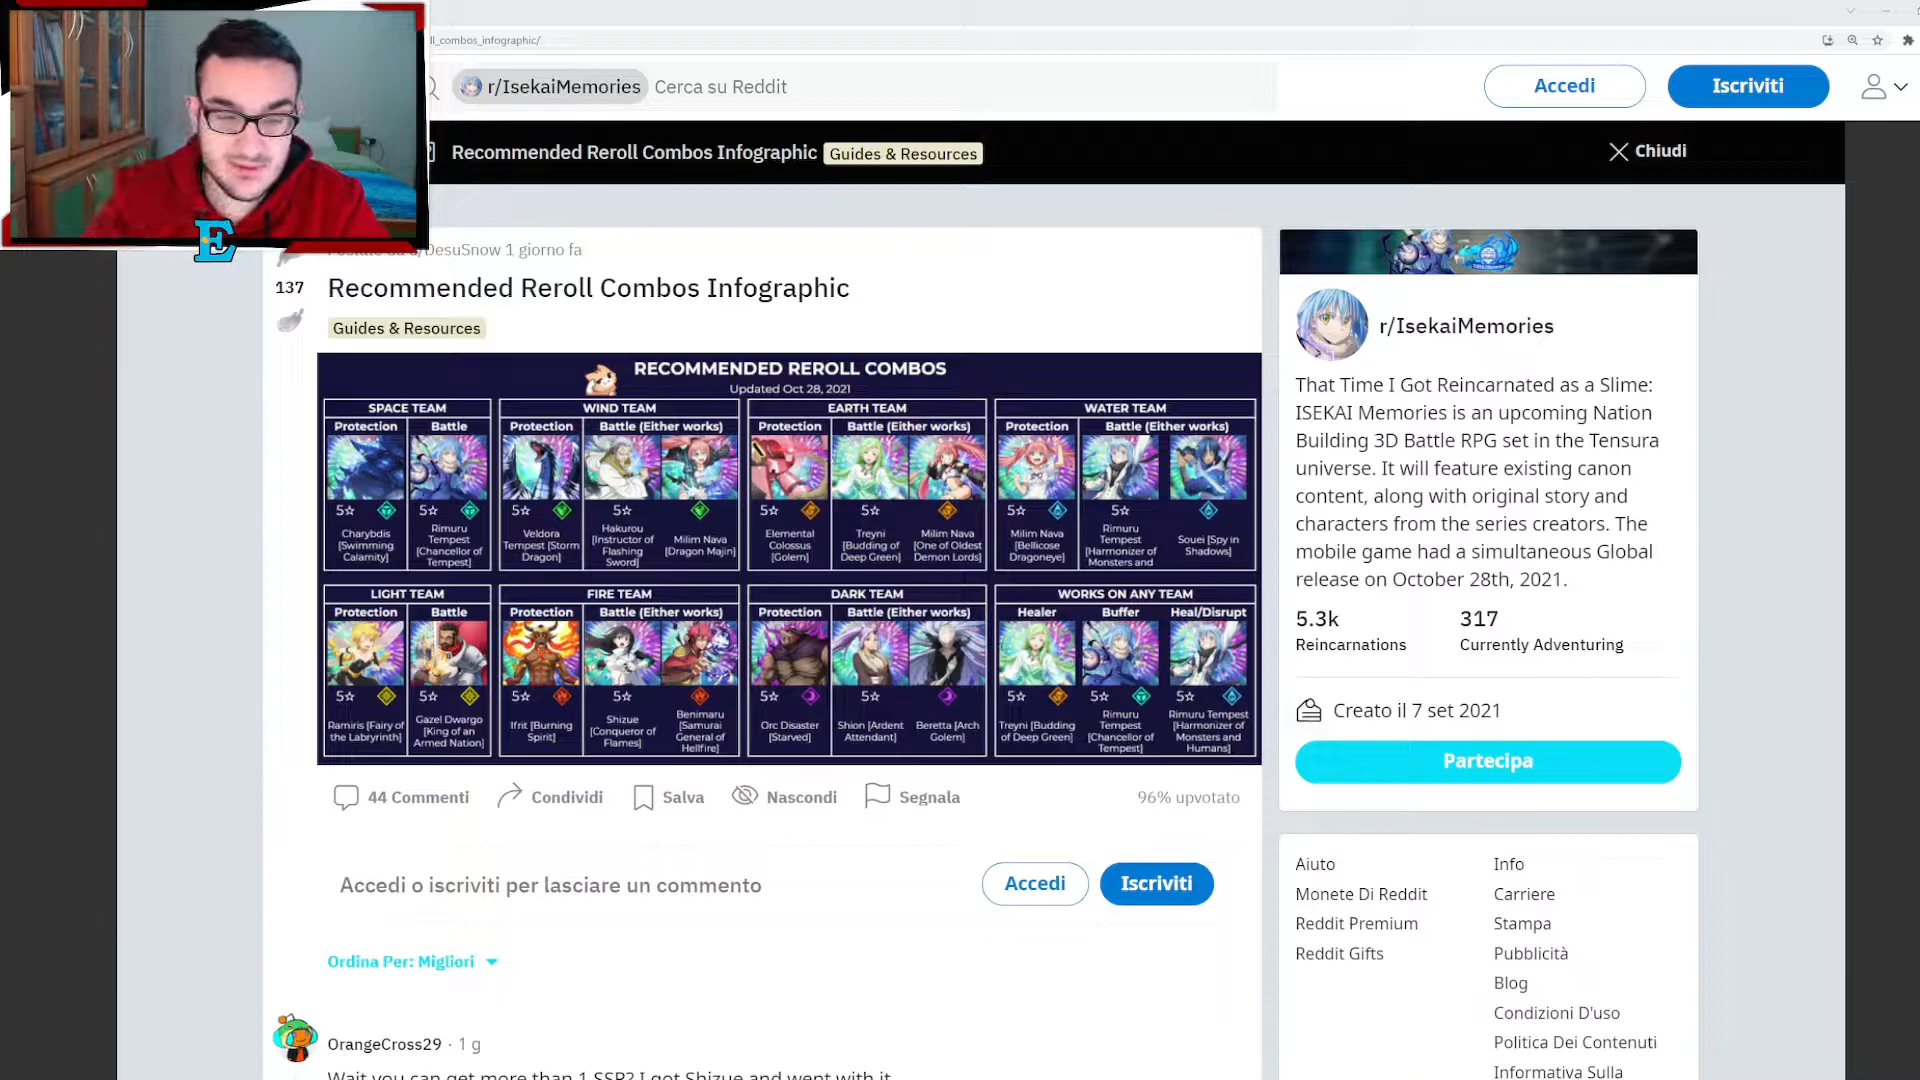 ll_combos_infographic/
r/IsekaiMemories Cerca su Reddit
Accedi
Iscriviti
Recommended Reroll Combos Infographic Guides & Resources
Chiudi
E
DesuSnow 1 giorno fa
137
Recommended Reroll Combos Infographic
Guides & Resources
RECOMMENDED REROLL COMBOS
Updated Oct 28, 2021
SPACE TEAM
Protection Battle
5☆ 5☆
Charybdis [Swimming Calamity]
Rimuru Tempest [Chancellor of Tempest]
WIND TEAM
Protection Battle (Either works)
5☆ 5☆
Veldora Tempest [Storm Dragon]
Hakurou [Instructor of Flashing Sword]
Milim Nava [Dragon Majin]
EARTH TEAM
Protection Battle (Either works)
5☆ 5☆
Elemental Colossus [Golem]
Treyni [Budding of Deep Green]
Milim Nava [One of Oldest Demon Lords]
WATER TEAM
Protection Battle (Either works)
5☆ 5☆
Milim Nava [Bellicose Dragoneye]
Rimuru Tempest [Harmonizer of Monsters and
Souei [Spy in Shadows]
LIGHT TEAM
Protection Battle
5☆ 5☆
Ramiris [Fairy of the Labyrinth]
Gazel Dwargo [King of an Armed Nation]
FIRE TEAM
Protection Battle (Either works)
5☆ 5☆
Ifrit [Burning Spirit]
Shizue [Conqueror of Flames]
Benimaru [Samurai General of Hellfire]
DARK TEAM
Protection Battle (Either works)
5☆ 5☆
Orc Disaster [Starved]
Shion [Ardent Attendant]
Beretta [Arch Golem]
WORKS ON ANY TEAM
Healer Buffer Heal/Disrupt
5☆ 5☆ 5☆
Treyni [Budding of Deep Green]
Rimuru Tempest [Chancellor of Tempest]
Rimuru Tempest [Harmonizer of Monsters and Humans]
44 Commenti Condividi Salva Nascondi Segnala
96% upvotato
Accedi o iscriviti per lasciare un commento
Accedi
Iscriviti
Ordina Per: Migliori
OrangeCross29 · 1 g
Wait you can get more than 1 SSR? I got Shizue and went with it
r/IsekaiMemories
That Time I Got Reincarnated as a Slime:
ISEKAI Memories is an upcoming Nation
Building 3D Battle RPG set in the Tensura
universe. It will feature existing canon
content, along with original story and
characters from the series creators. The
mobile game had a simultaneous Global
release on October 28th, 2021.
5.3k 317
Reincarnations Currently Adventuring
Creato il 7 set 2021
Partecipa
Aiuto
Monete Di Reddit
Reddit Premium
Reddit Gifts
Info
Carriere
Stampa
Pubblicità
Blog
Condizioni D'uso
Politica Dei Contenuti
Informativa Sulla